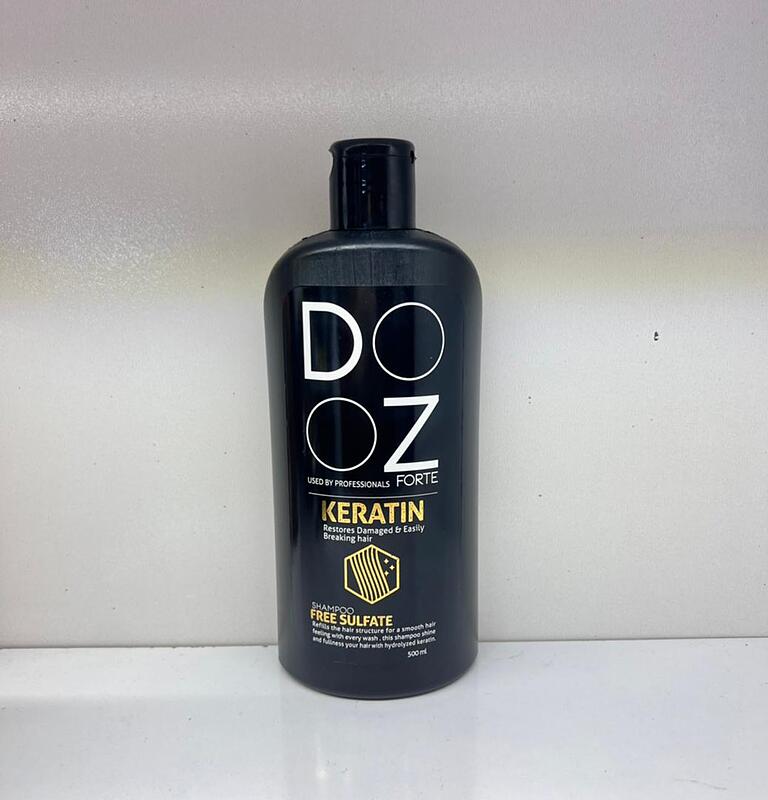 DO
OZ
USED BY PROFESSIONALS FORTE
KERATIN
Restores Damaged & Easily
Breaking hair
SHAMPOO
FREE SULFATE
Refills the hair structure for a smooth hair
feeling with every wash , this shampoo shine
and fullness your hair with hydrolyzed keratin.
500 ml